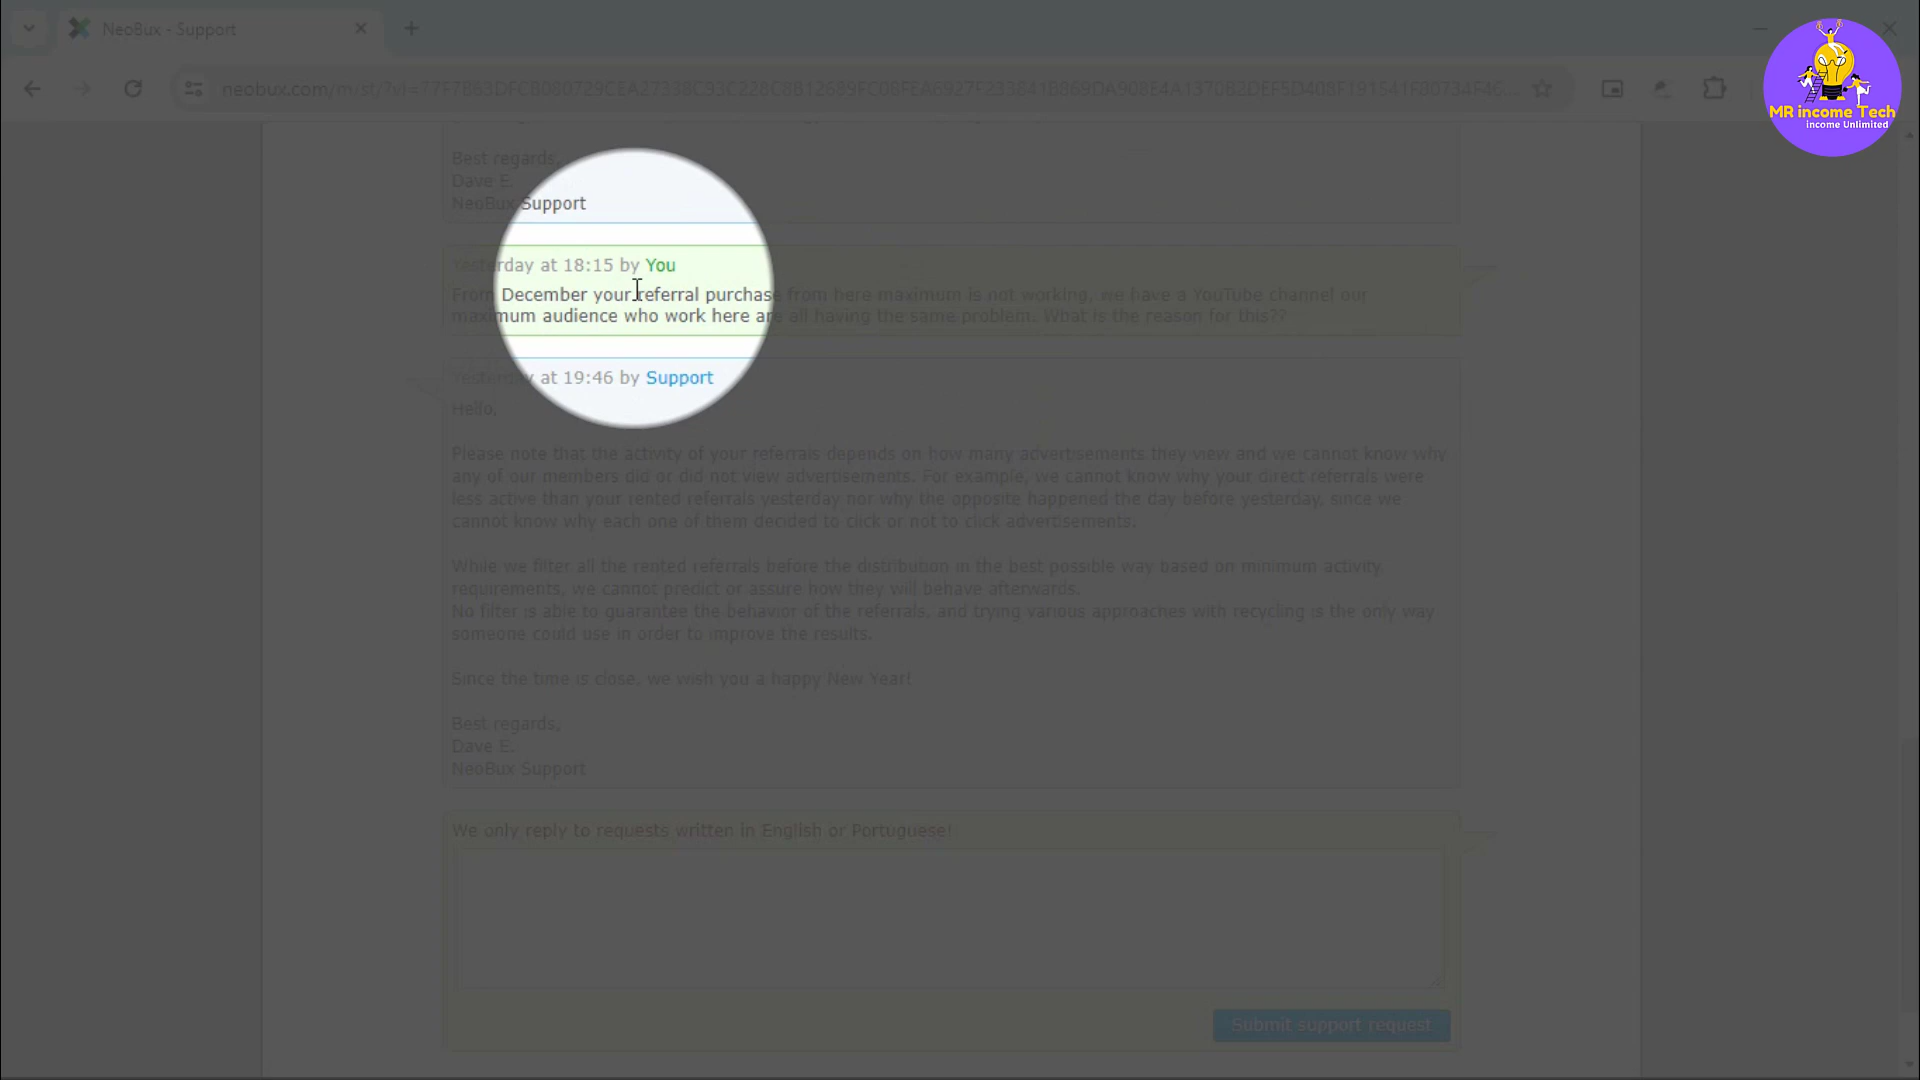 NeoBux - Support
MR income Tech
income Unlimited
Best regards,
Dave E.
NeoBux Support
Yesterday at 18:15 by You
From December your referral purchase from here maximum is not working, we have a YouTube channel our
maximum audience who work here are all having the same problem. What is the reason for this??
Yesterday at 19:46 by Support
Hello,
Please note that the activity of your referrals depends on how many advertisements they view and we cannot know why
any of our members did or did not view advertisements. For example, we cannot know why your direct referrals were
less active than your rented referrals yesterday nor why the opposite happened the day before yesterday, since we
cannot know why each one of them decided to click or not to click advertisements.
While we filter all the rented referrals before the distribution in the best possible way based on minimum activity
requirements, we cannot predict or assure how they will behave afterwards.
No filter is able to guarantee the behavior of the referrals, and trying various approaches with recycling is the only way
someone could use in order to improve the results.
Since the time is close, we wish you a happy New Year!
Best regards,
Dave E.
NeoBux Support
We only reply to requests written in English or Portuguese!
Submit support request